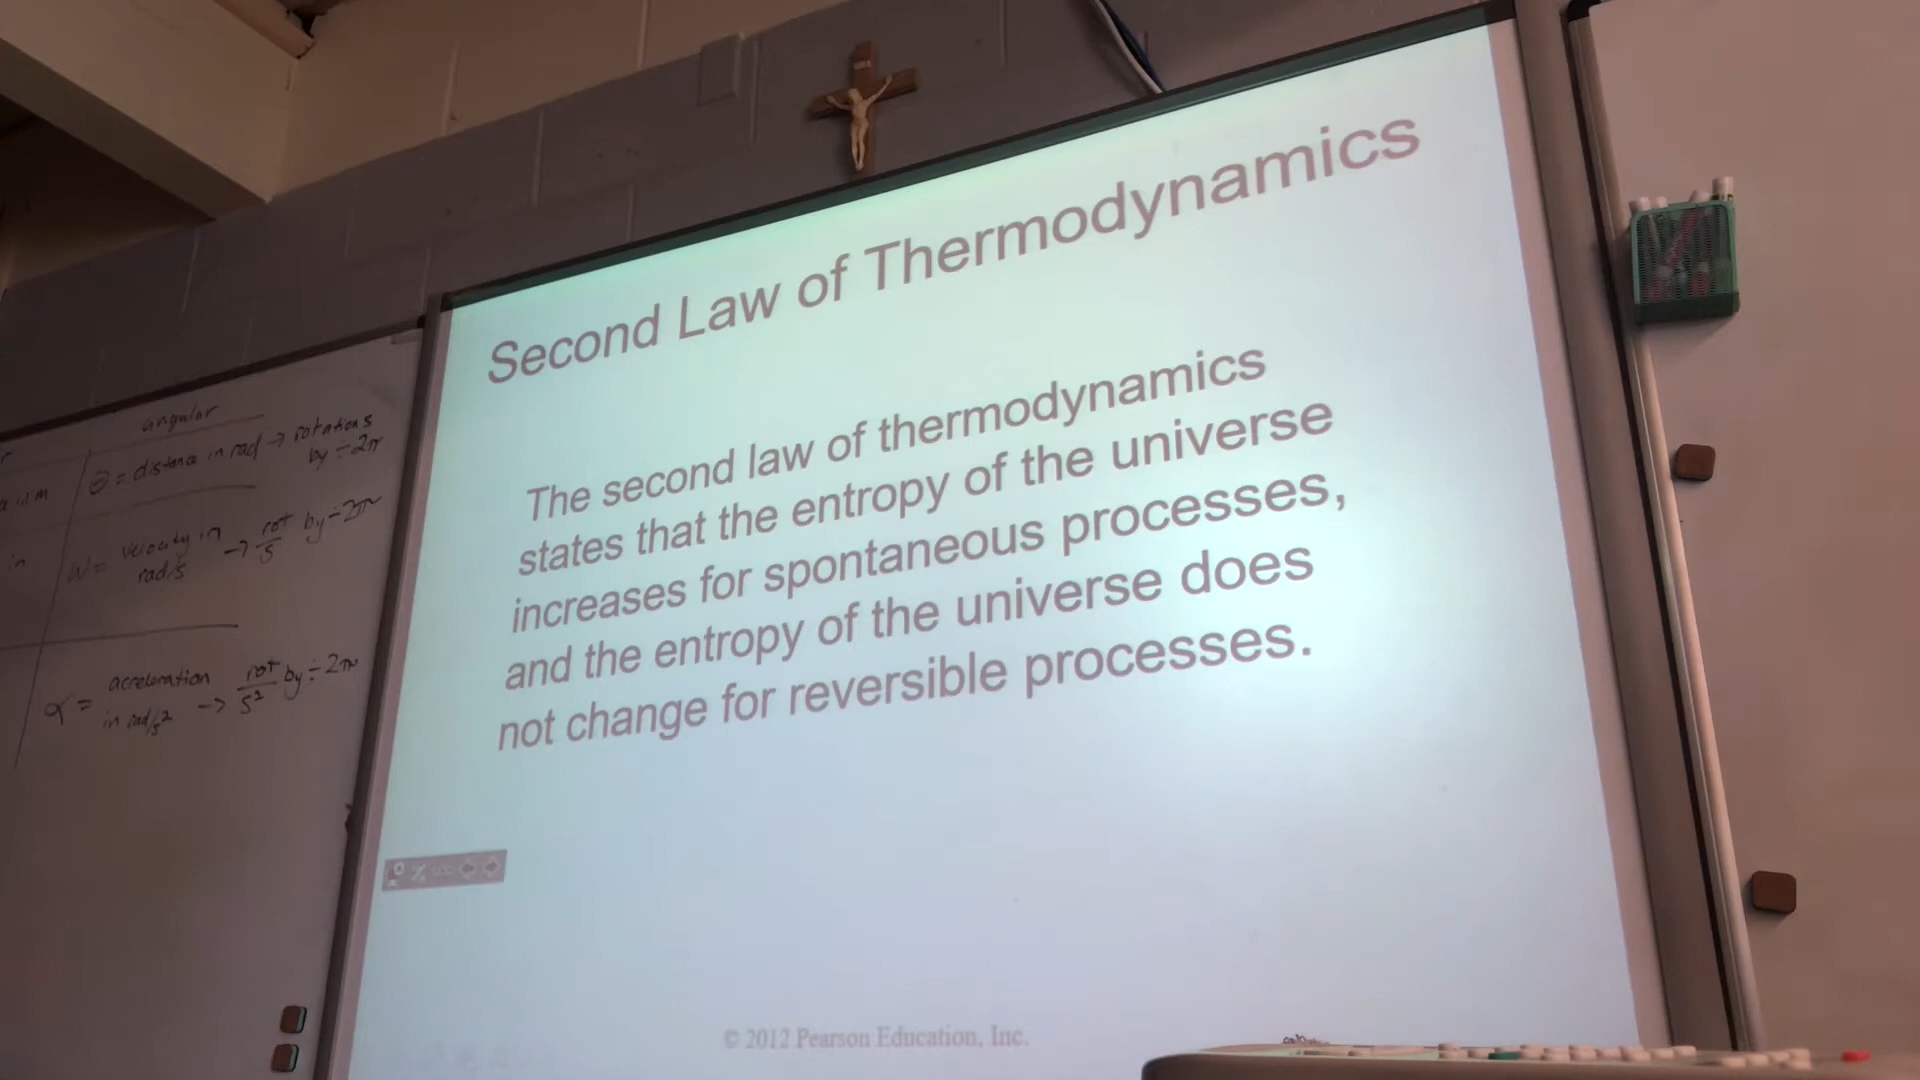 Second Law of Thermodynamics
The second law of thermodynamics
states that the entropy of the universe
increases for spontaneous processes,
and the entropy of the universe does
not change for reversible processes.
© 2012 Pearson Education, Inc.
angular
Θ = distance in rad → rotations
by ÷ 2π
in m
in
W = velocity in
rad/s
→ rot/s by ÷ 2π
α = acceleration
in rad/s²
→ rot/s² by ÷ 2π